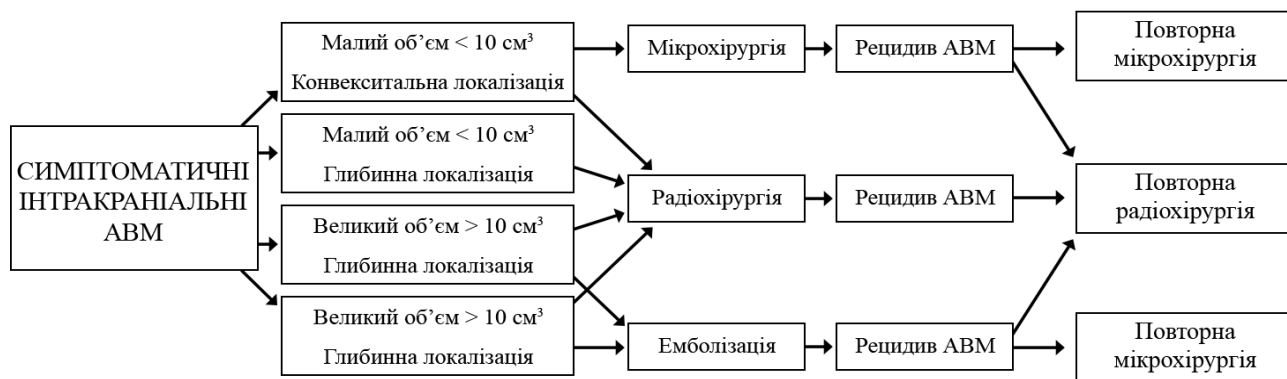 СИМПТОМАТИЧНІ
ІНТРАКРАНІАЛЬНІ
АВМ
Малий об’єм < 10 см³
Конвекситальна локалізація
Малий об’єм < 10 см³
Глибинна локалізація
Великий об’єм > 10 см³
Глибинна локалізація
Великий об’єм > 10 см³
Глибинна локалізація
Мікрохірургія
Рецидив АВМ
Повторна
мікрохірургія
Радіохірургія
Рецидив АВМ
Повторна
радіохірургія
Емболізація
Рецидив АВМ
Повторна
мікрохірургія